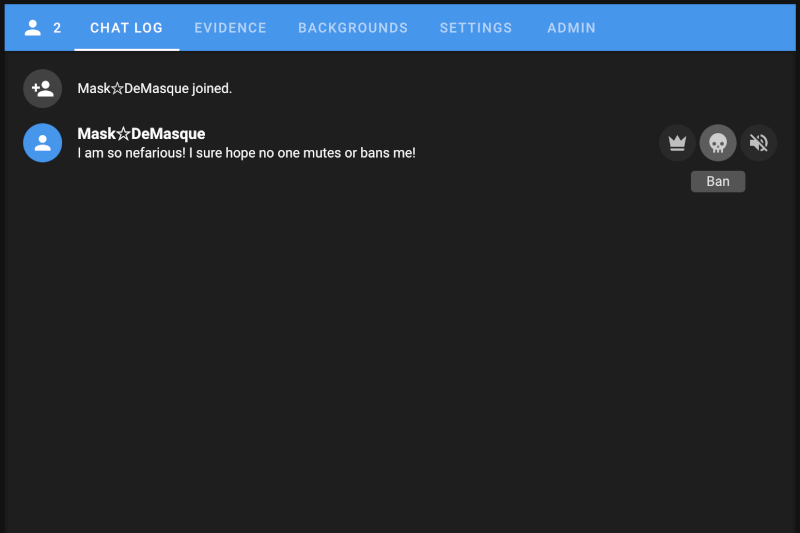 2 CHAT LOG EVIDENCE BACKGROUNDS SETTINGS ADMIN
Mask☆DeMasque joined.
Mask☆DeMasque
I am so nefarious! I sure hope no one mutes or bans me!
Ban